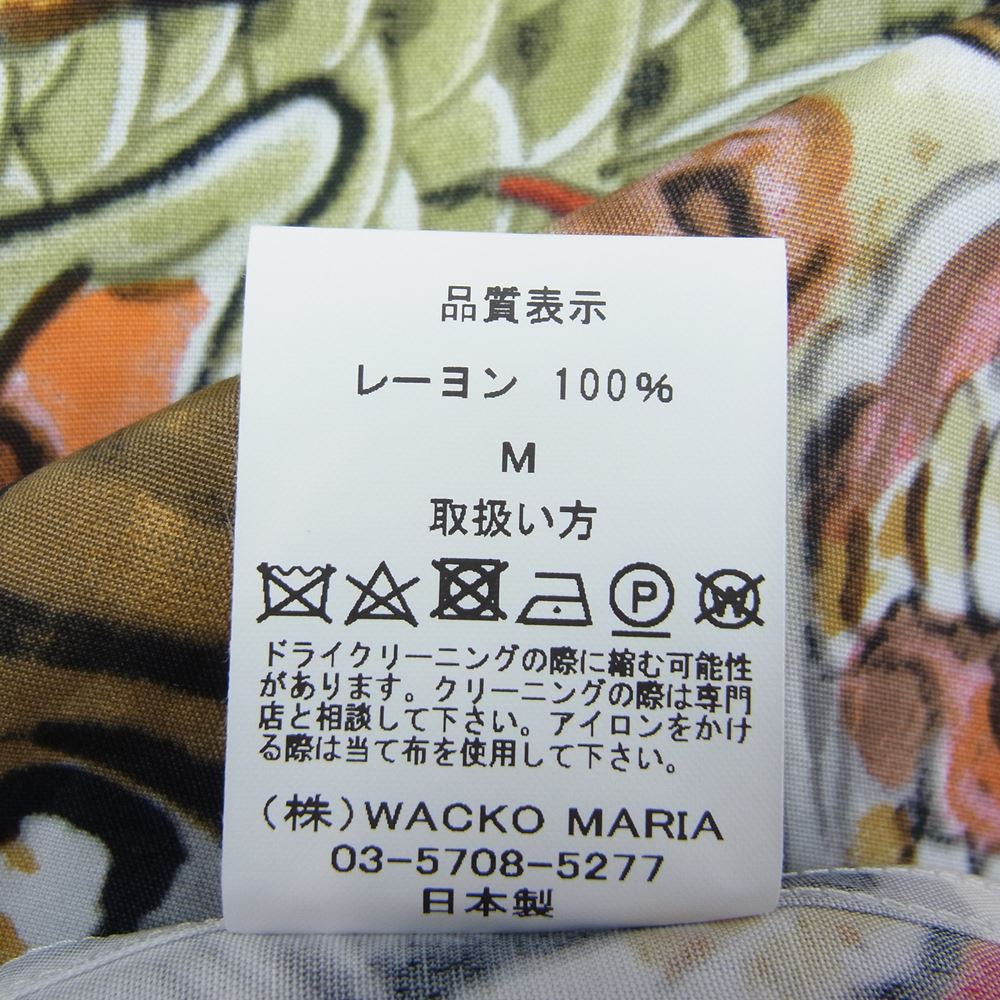 品質表示
レーヨン 100%
M
取扱い方
P W
ドライクリーニングの際に縮む可能性
があります。クリーニングの際は専門
店と相談して下さい。アイロンをかけ
る際は当て布を使用して下さい。
(株)WACKO MARIA
03-5708-5277
日本製